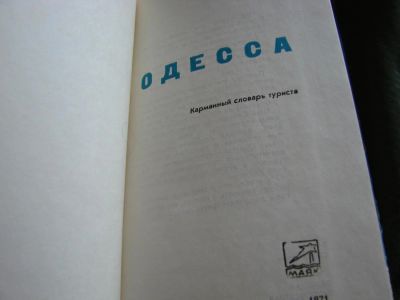 ОДЕССА
Карманный словарь туриста
МАЯК
1971